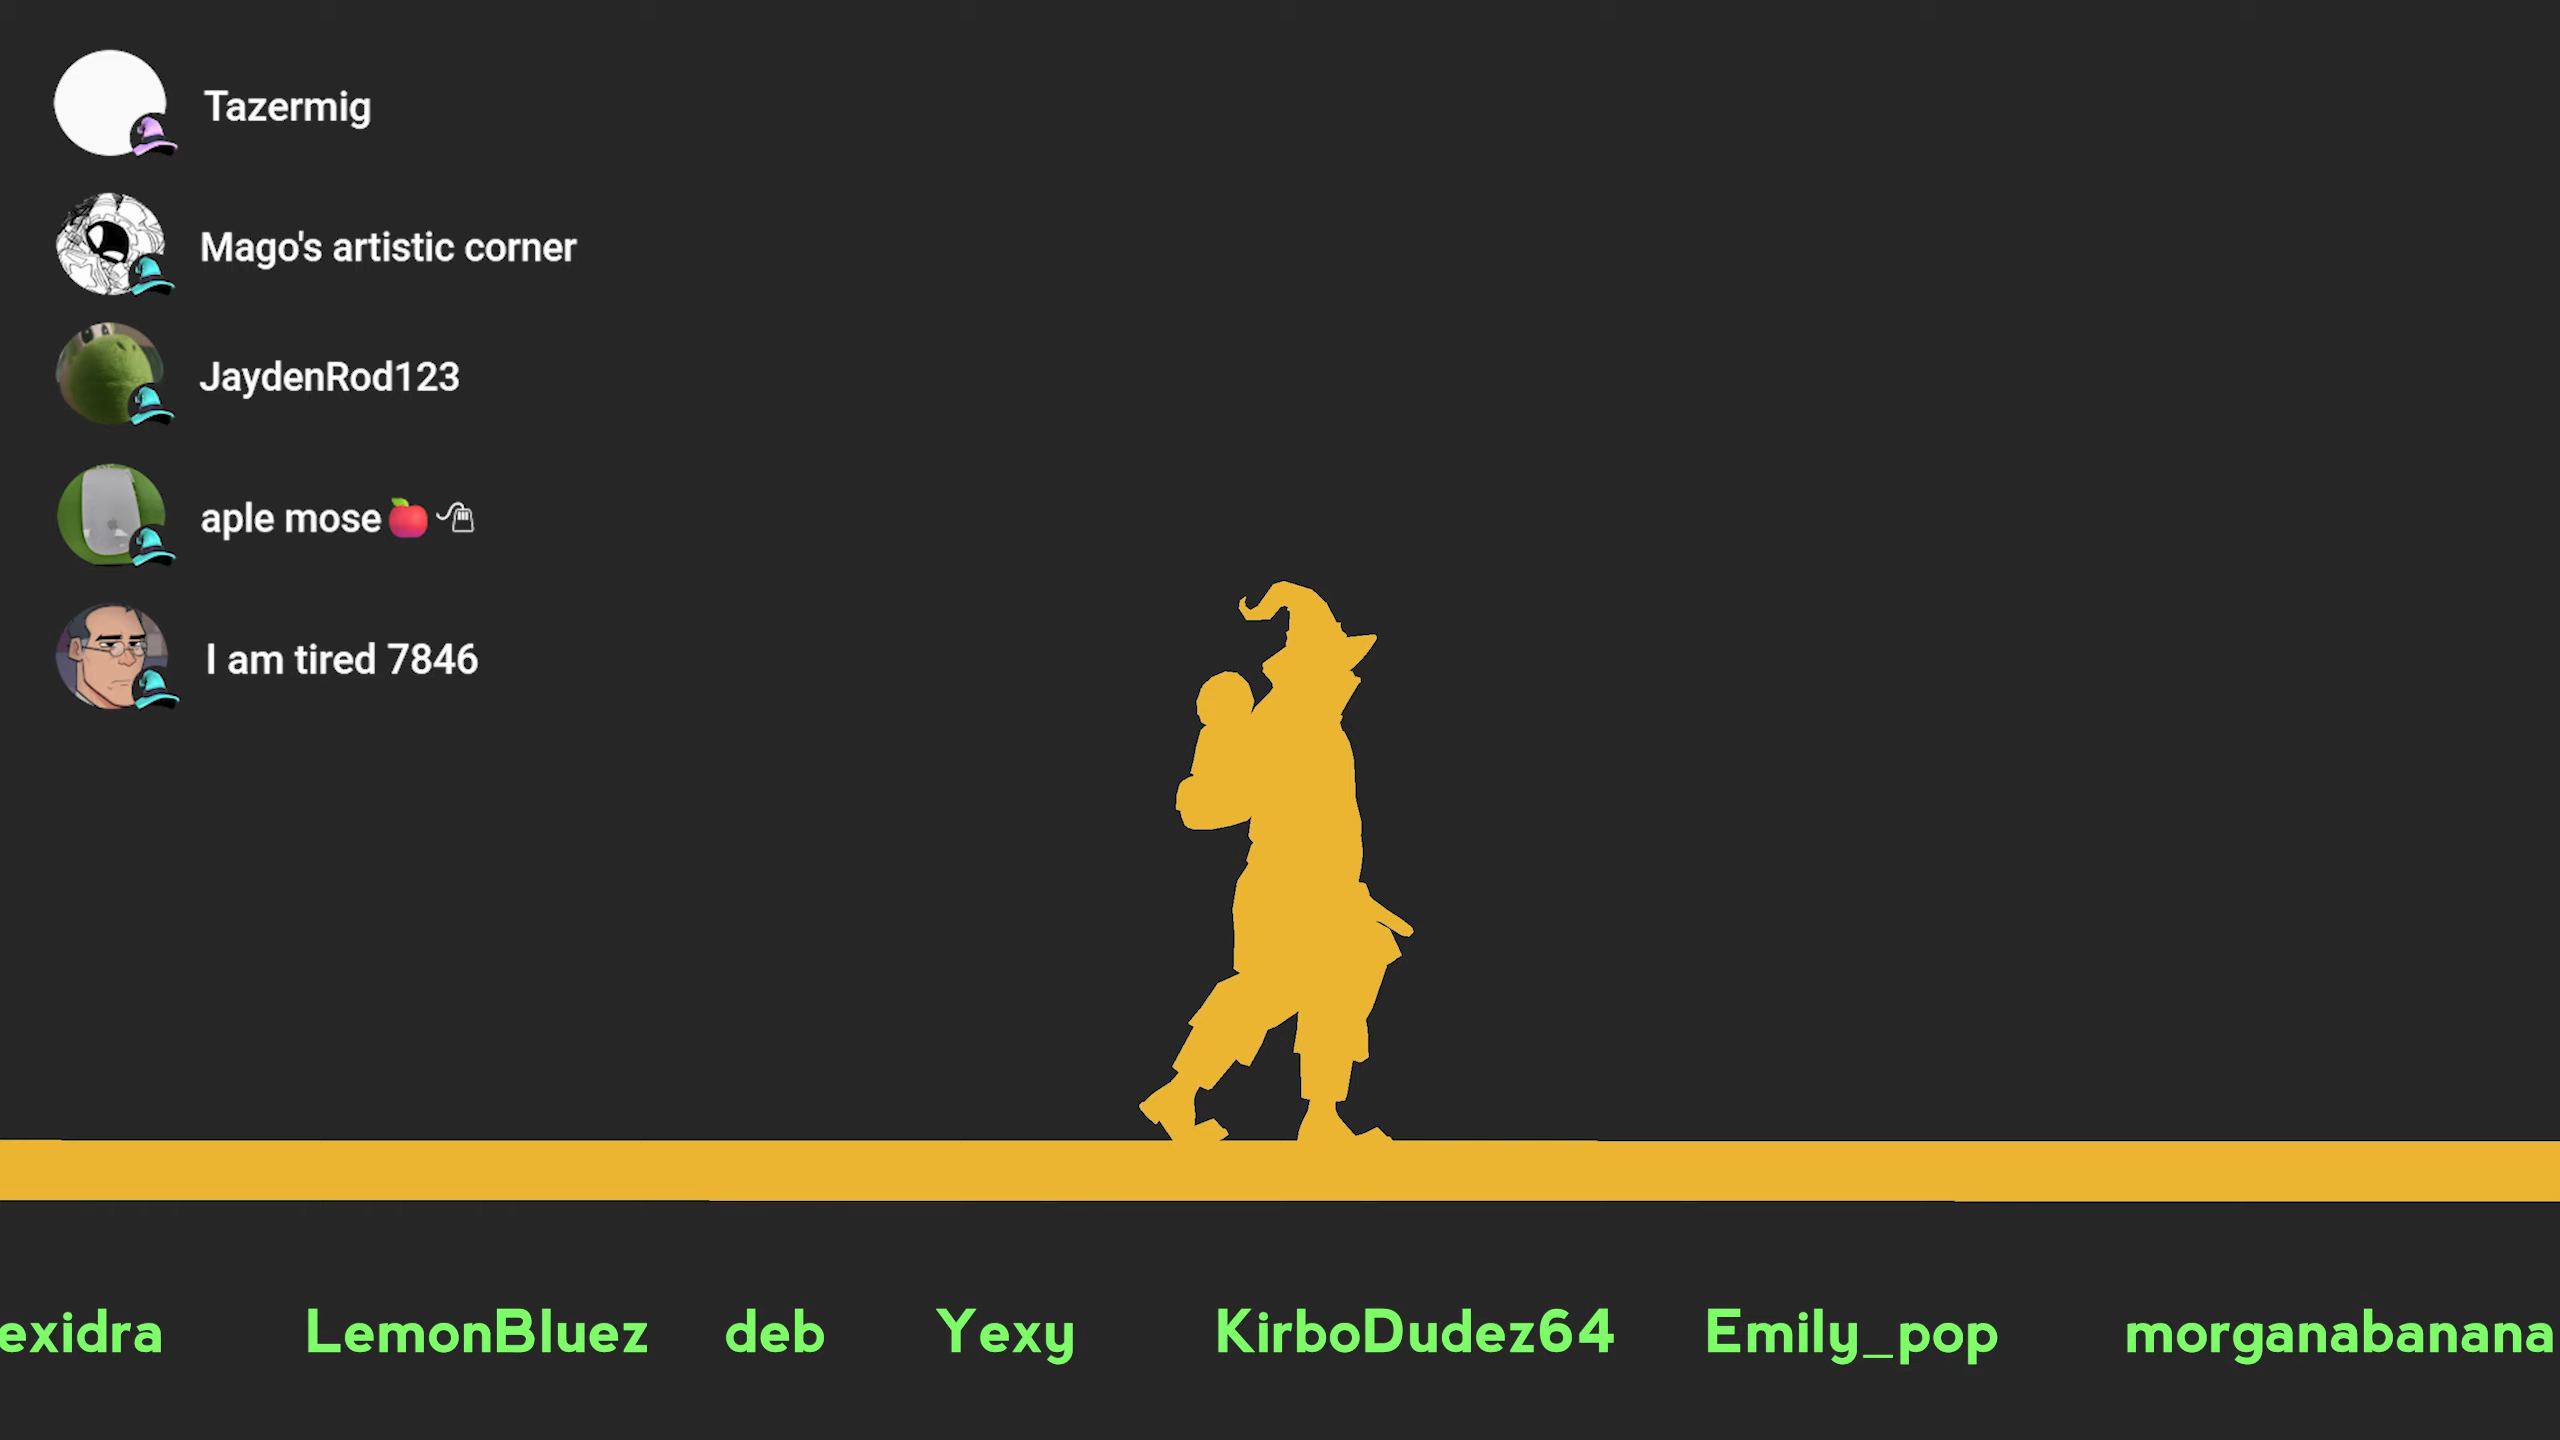 Tazermig
Mago's artistic corner
JaydenRod123
aple mose🍎🖱
I am tired 7846
exidra LemonBluez deb Yexy KirboDudez64 Emily_pop morganabanana